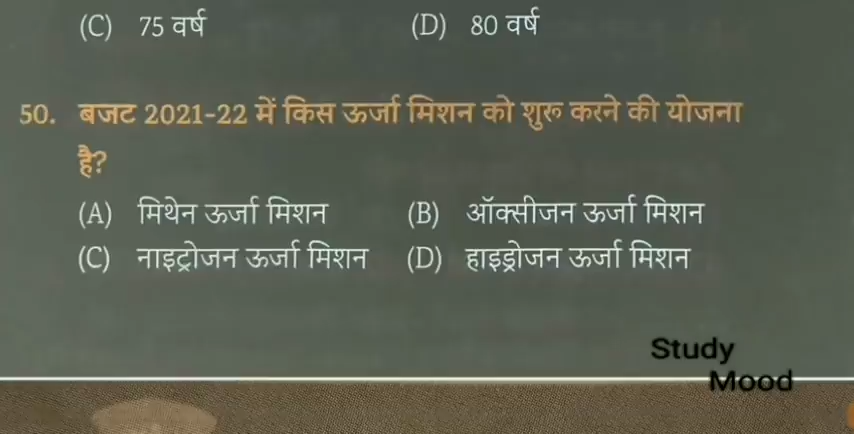 (C) 75 वर्ष (D) 80 वर्ष
50. बजट 2021-22 में किस ऊर्जा मिशन को शुरू करने की योजना
है?
(A) मिथेन ऊर्जा मिशन (B) ऑक्सीजन ऊर्जा मिशन
(C) नाइट्रोजन ऊर्जा मिशन (D) हाइड्रोजन ऊर्जा मिशन
Study
Mood